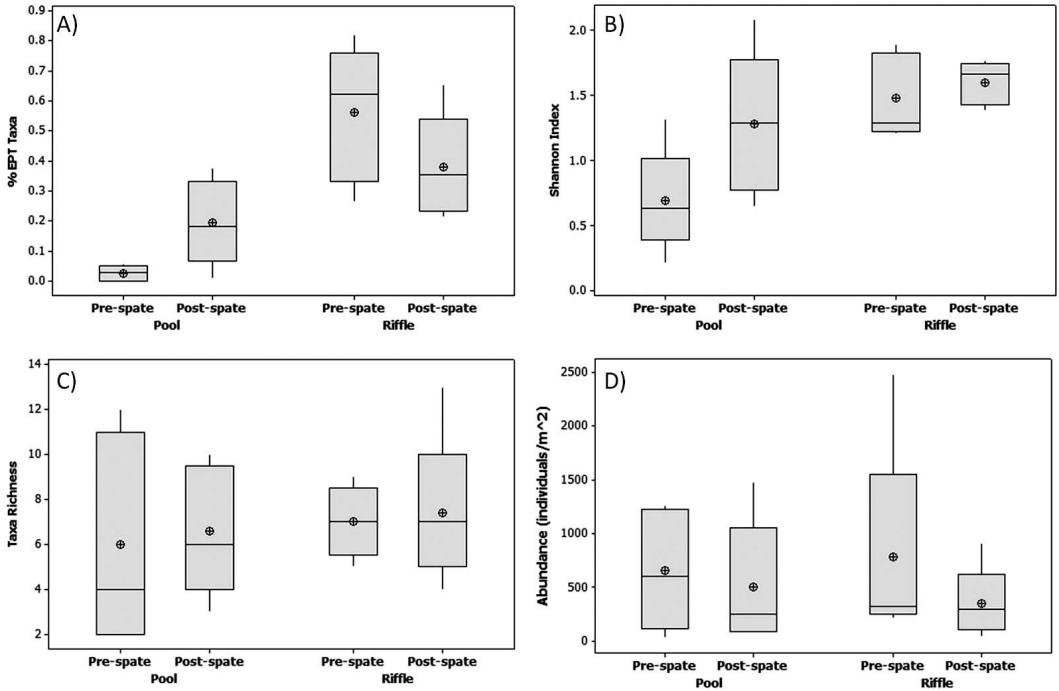 A)
% EPT Taxa
0.9
0.8
0.7
0.6
0.5
0.4
0.3
0.2
0.1
0.0
Pre-spate Post-spate Pre-spate Post-spate
Pool Riffle
B)
Shannon Index
2.0
1.5
1.0
0.5
0.0
Pre-spate Post-spate Pre-spate Post-spate
Pool Riffle
C)
Taxa Richness
14
12
10
8
6
4
2
Pre-spate Post-spate Pre-spate Post-spate
Pool Riffle
D)
Abundance (individuals/m^2)
2500
2000
1500
1000
500
0
Pre-spate Post-spate Pre-spate Post-spate
Pool Riffle